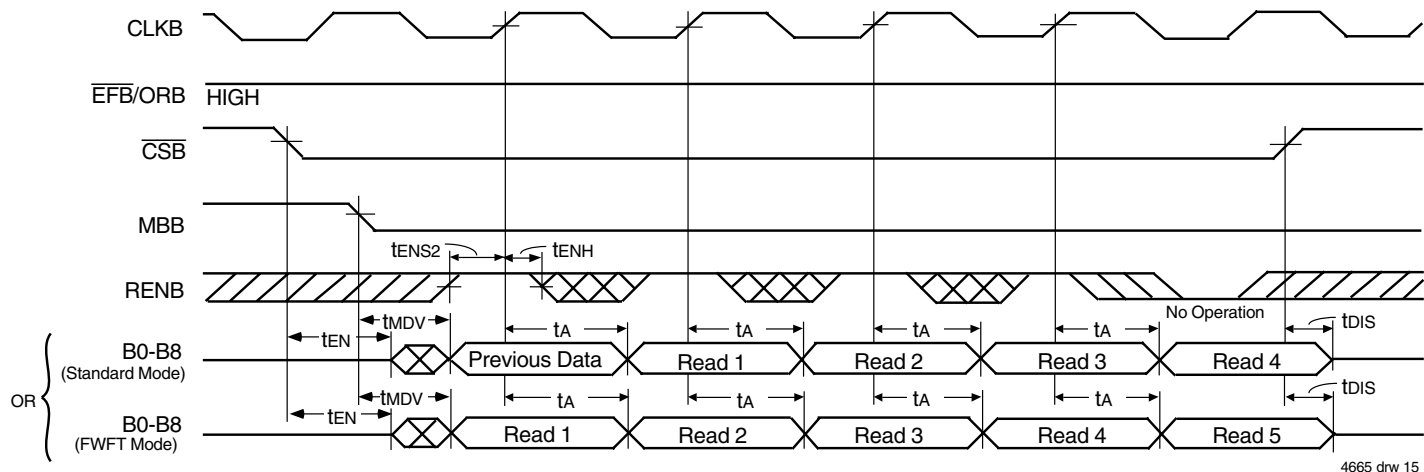 CLKB
EFB/ORB HIGH
CSB
MBB
tENS2 tENH
RENB
No Operation
tMDV tA tA tA tA tDIS
tEN
B0-B8 Previous Data Read 1 Read 2 Read 3 Read 4
(Standard Mode)
OR
tMDV tA tA tA tA tDIS
tEN
B0-B8 Read 1 Read 2 Read 3 Read 4 Read 5
(FWFT Mode)
4665 drw 15